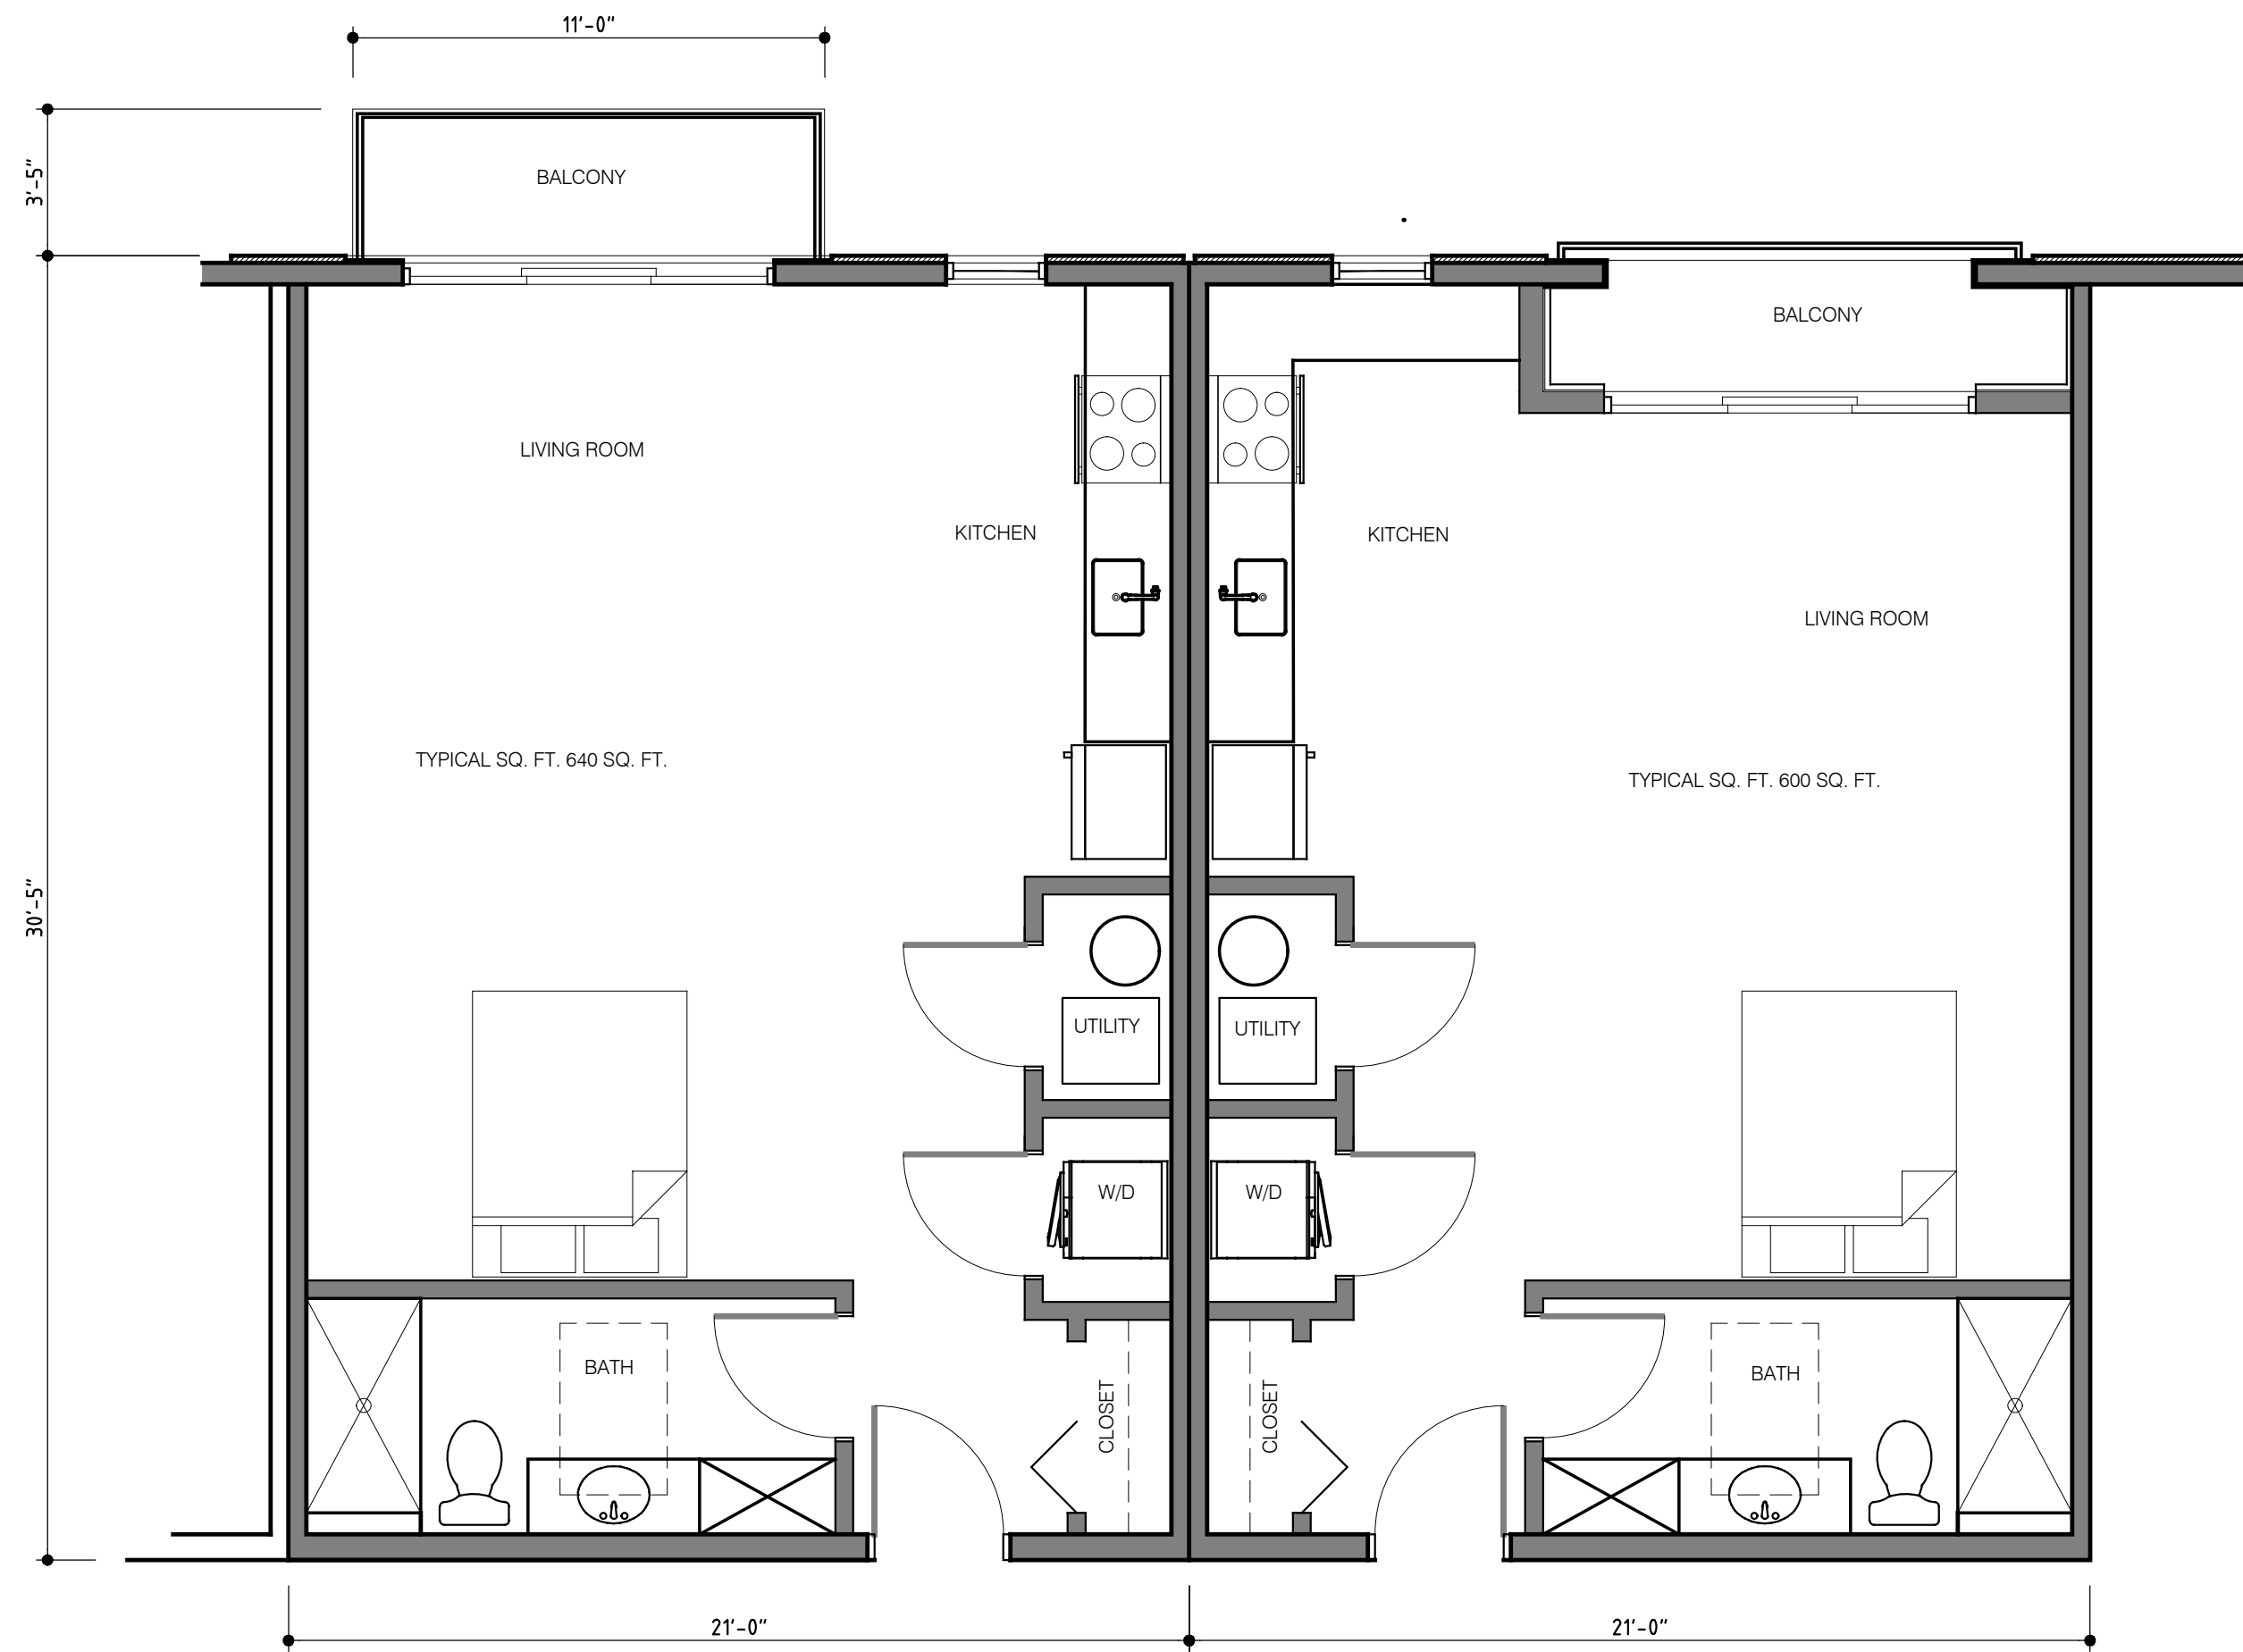 11'-0"
3'-5"
BALCONY
BALCONY
LIVING ROOM
KITCHEN
KITCHEN
LIVING ROOM
TYPICAL SQ. FT. 640 SQ. FT.
TYPICAL SQ. FT. 600 SQ. FT.
30'-5"
UTILITY
UTILITY
W/D
W/D
BATH
CLOSET
CLOSET
BATH
21'-0"
21'-0"